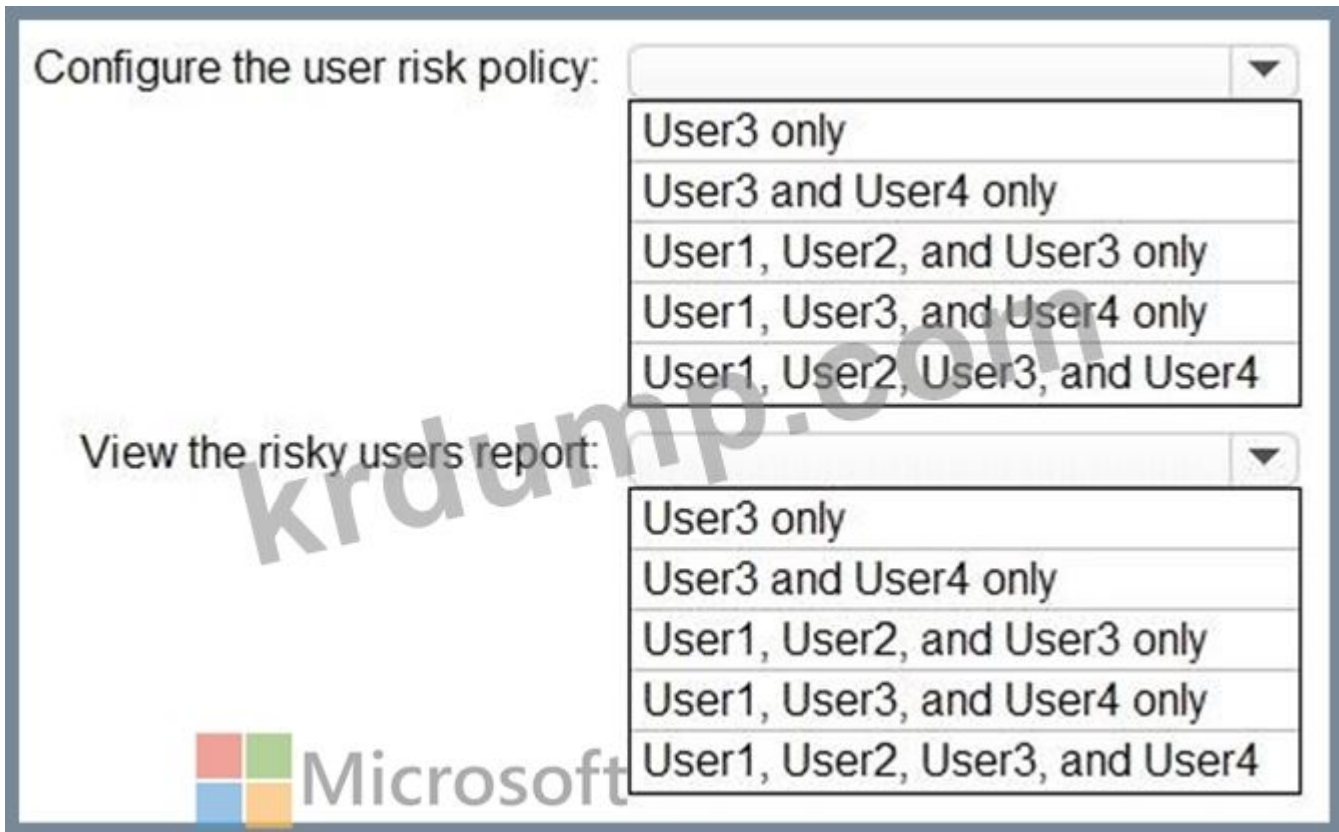 Configure the user risk policy:
User3 only
User3 and User4 only
User1, User2, and User3 only
User1, User3, and User4 only
User1, User2, User3, and User4
View the risky users report:
User3 only
User3 and User4 only
User1, User2, and User3 only
User1, User3, and User4 only
User1, User2, User3, and User4
krdump.com
Microsoft